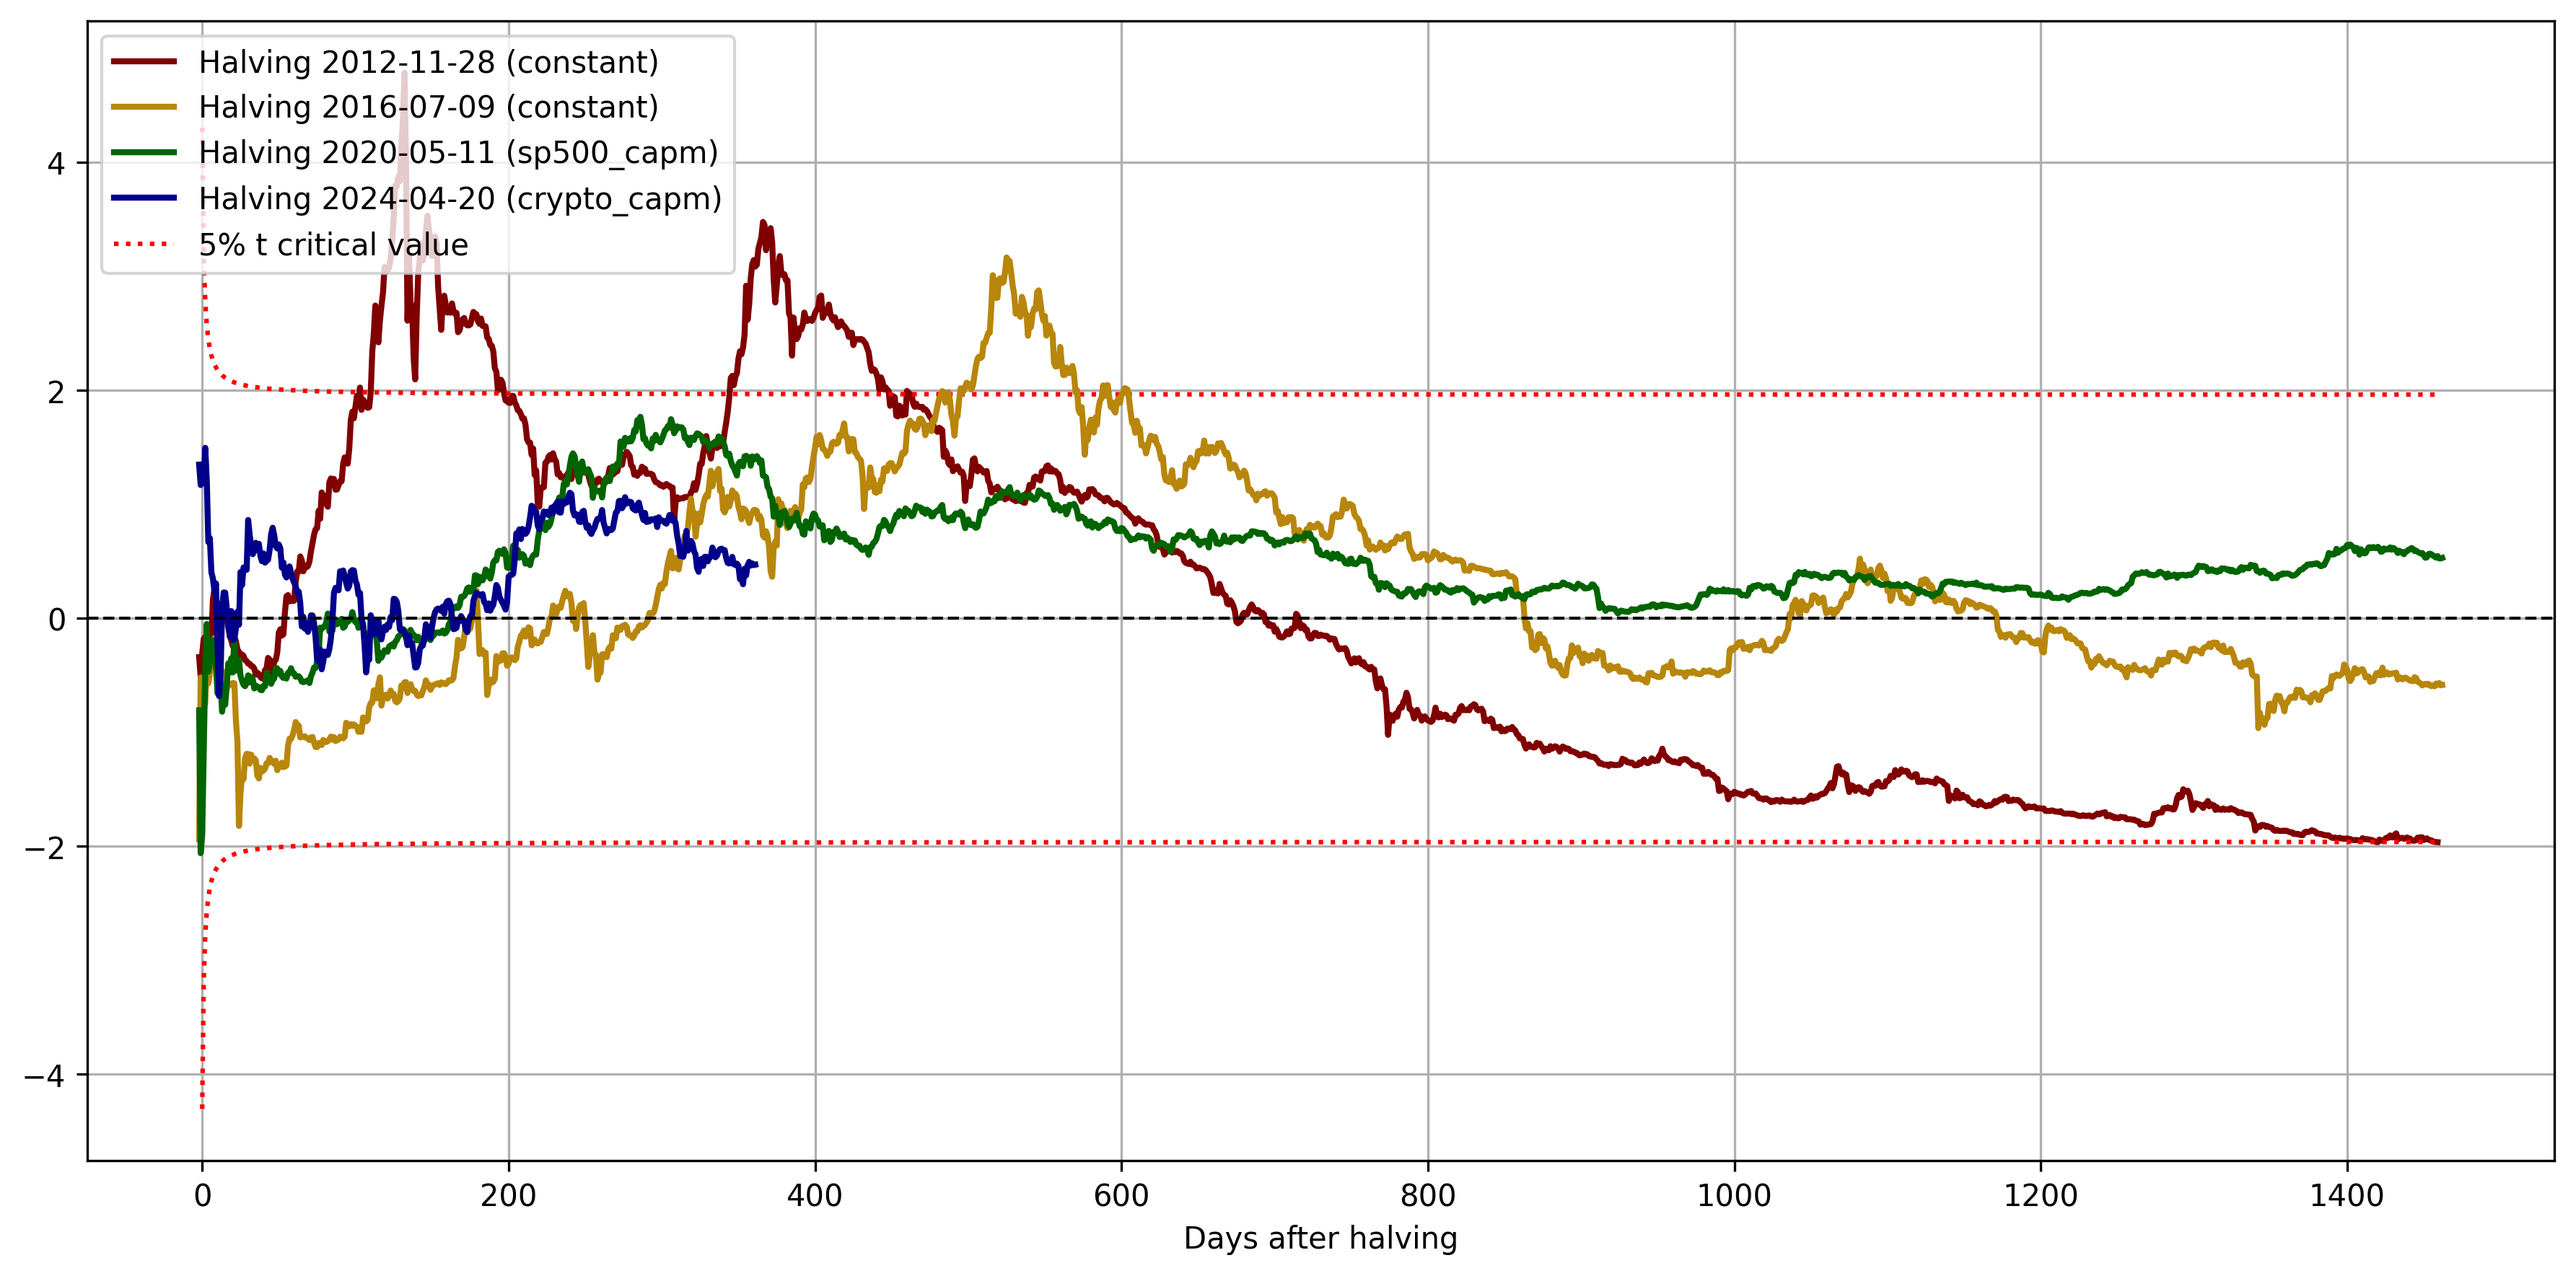 Halving 2012-11-28 (constant)
Halving 2016-07-09 (constant)
Halving 2020-05-11 (sp500_capm)
Halving 2024-04-20 (crypto_capm)
5% t critical value
4
2
0
−2
−4
0 200 400 600 800 1000 1200 1400
Days after halving